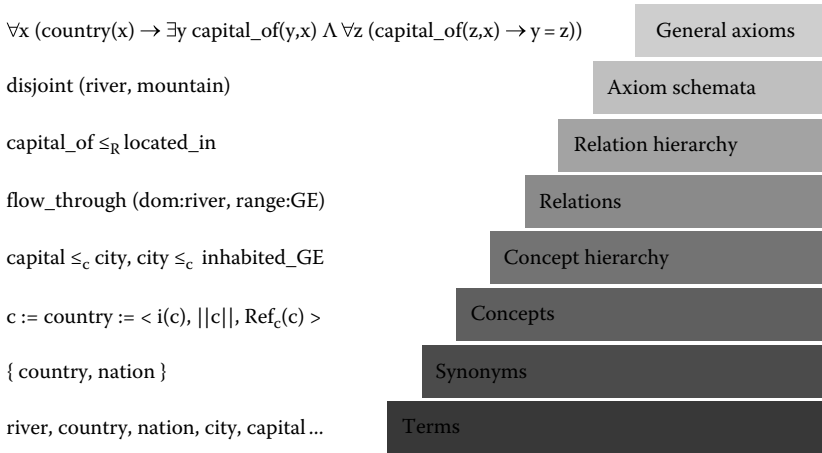 ∀x (country(x) → ∃y capital_of(y,x) Λ ∀z (capital_of(z,x) → y = z)) General axioms
disjoint (river, mountain) Axiom schemata
capital_of ≤R located_in Relation hierarchy
flow_through (dom:river, range:GE) Relations
capital ≤c city, city ≤c inhabited_GE Concept hierarchy
c := country := < i(c), ||c||, Refc(c) > Concepts
{ country, nation } Synonyms
river, country, nation, city, capital ... Terms